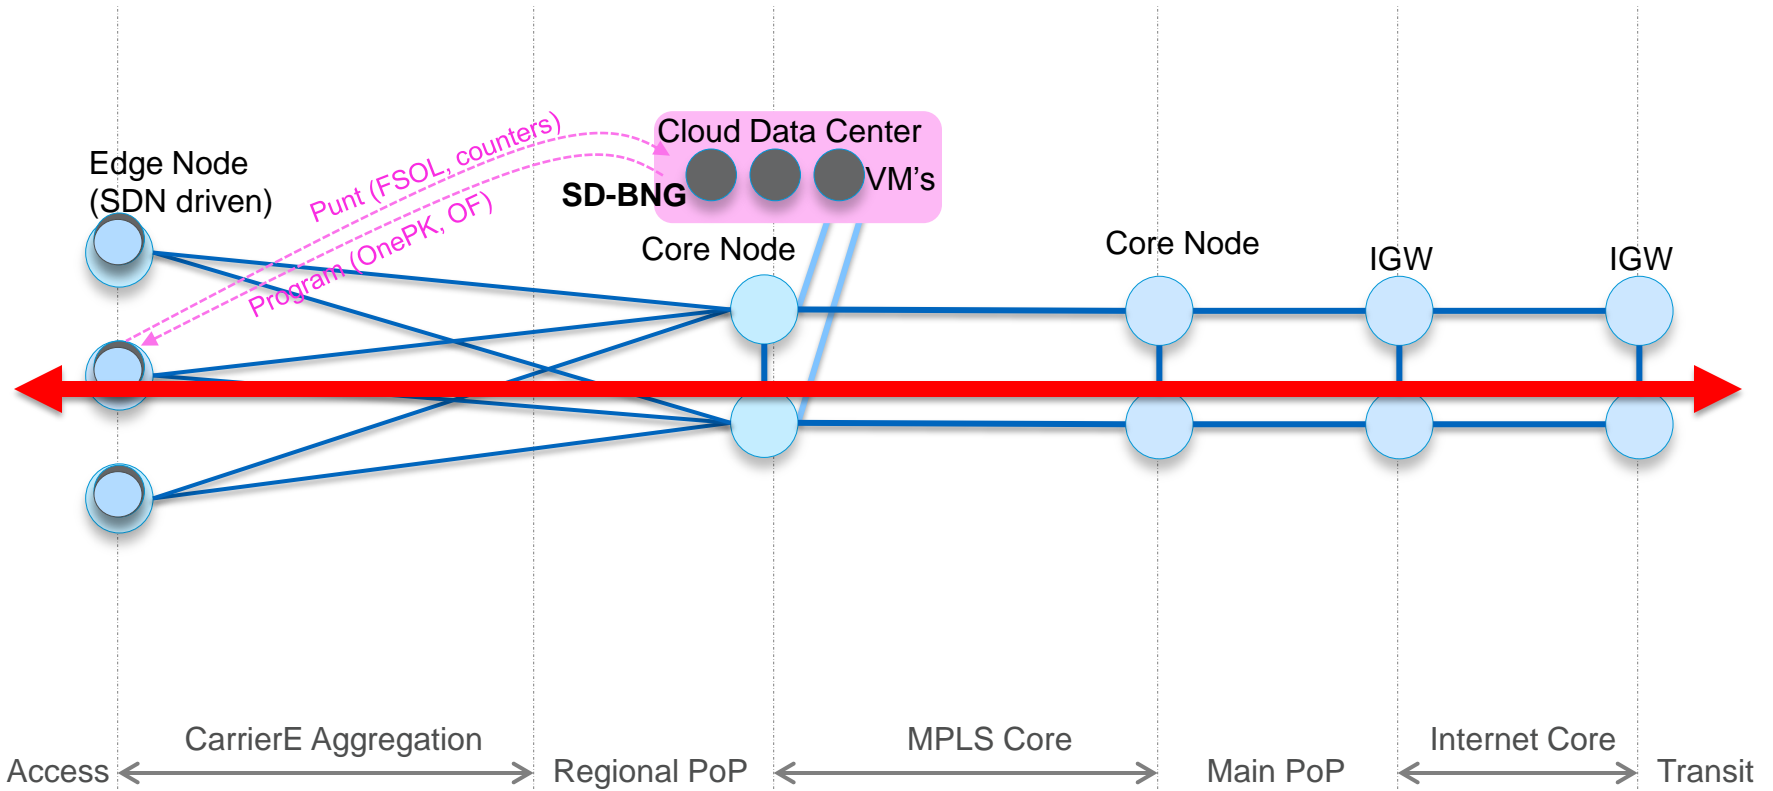 Cloud Data Center
Edge Node
(SDN driven)
Punt (FSOL, counters)
Program (OnePK, OF)
SD-BNG
VM's
Core Node
Core Node
IGW
IGW
CarrierE Aggregation
MPLS Core
Internet Core
Access
Regional PoP
Main PoP
Transit